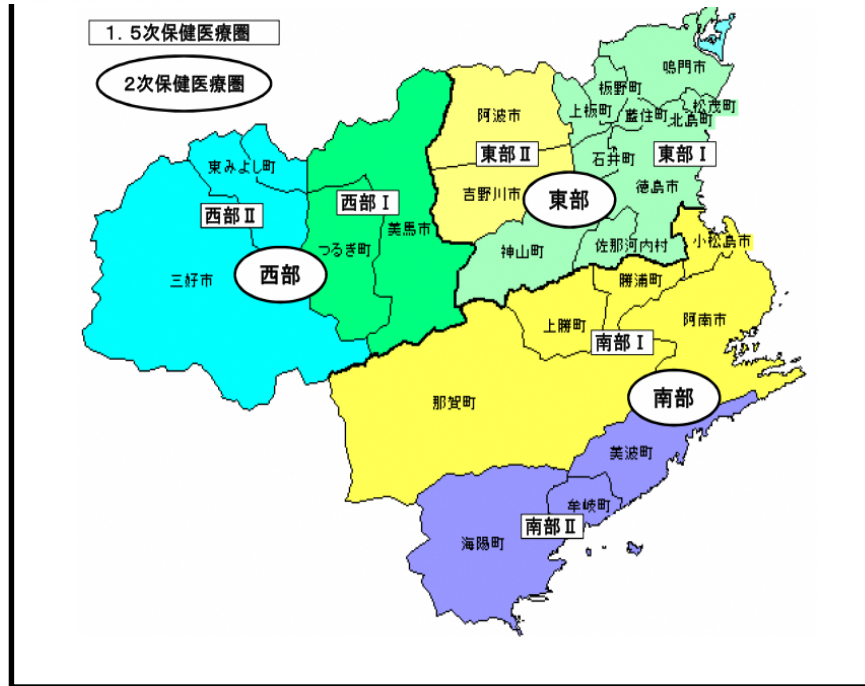 1．5次保健医療圏
2次保健医療圏
鳴門市
板野町
松茂町
上板町
藍住町
北島町
阿波市
東部Ⅱ
石井町
東部Ⅰ
東みよし町
吉野川市
東部
徳島市
西部Ⅱ
西部Ⅰ
美馬市
つるぎ町
神山町
佐那河内村
小松島市
三好市
西部
勝浦町
上勝町
阿南市
南部Ⅰ
那賀町
南部
美波町
牟岐町
南部Ⅱ
海陽町